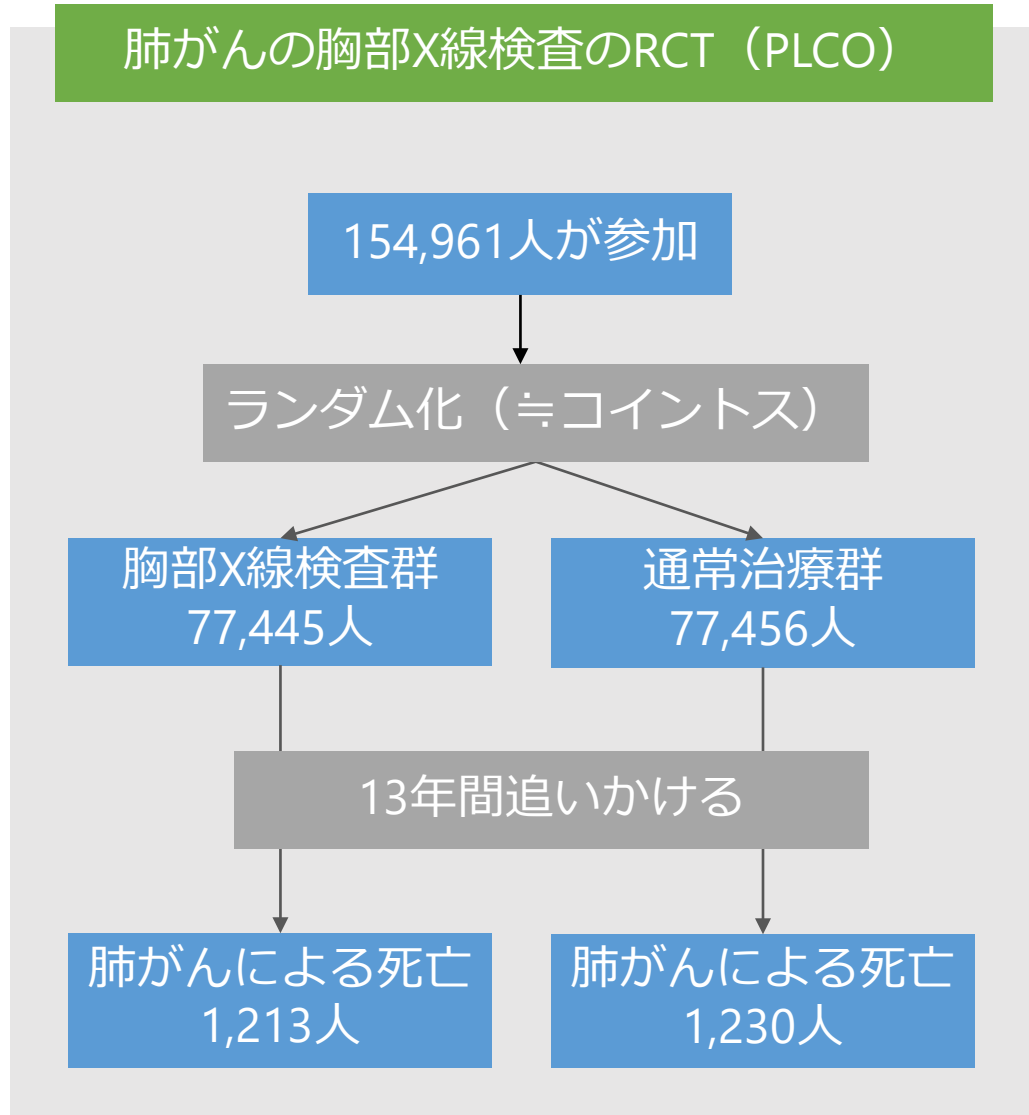 肺がんの胸部X線検査のRCT（PLCO）
154,961人が参加
ランダム化（≒コイントス）
胸部X線検査群
77,445人
通常治療群
77,456人
13年間追いかける
肺がんによる死亡
1,213人
肺がんによる死亡
1,230人